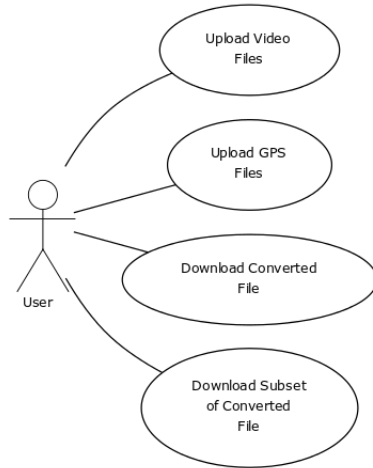 Upload Video
Files
Upload GPS
Files
Download Converted
File
User
Download Subset
of Converted
File